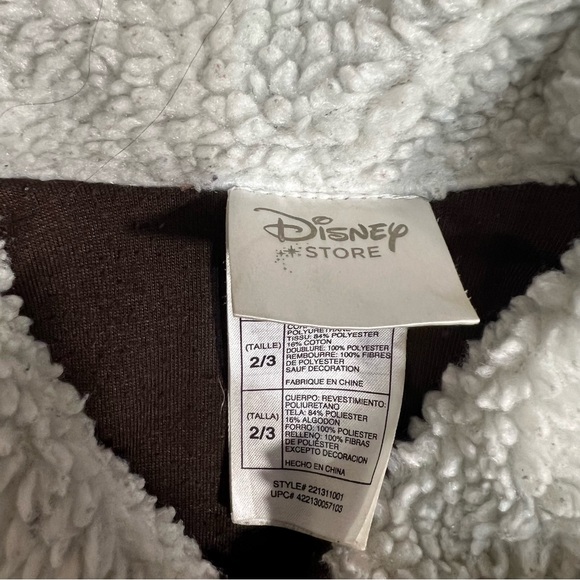 Disney
STORE
POLYURETHANE
TISSU: 84% POLYESTER
16% COTON
(TAILLE)
2/3
DOUBLURE: 100% POLYESTER
REMBOURRE: 100% FIBRES
DE POLYESTER
SAUF DECORATION
FABRIQUE EN CHINE
CUERPO: REVESTIMIENTO:
POLIURETANO
(TALLA)
2/3
TELA: 84% POLIESTER
16% ALGODON
FORRO: 100% POLIESTER
RELLENO: 100% FIBRAS
DE POLIESTER
EXCEPTO DECORACION
HECHO EN CHINA
STYLE# 221311001
UPC# 422130057103